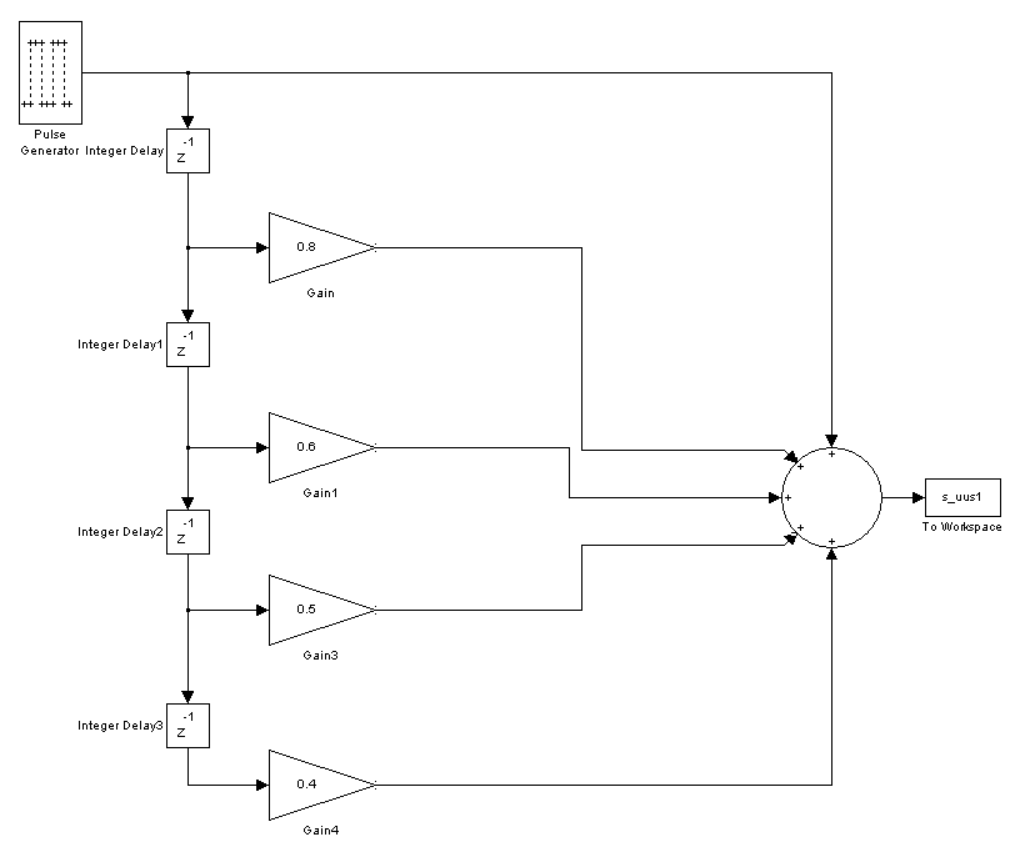 Pulse
Generator
Integer Delay
-1
Z
0.8
Gain
Integer Delay1
-1
Z
0.6
Gain1
+
+
+
+
+
s_uus1
To Workspace
Integer Delay2
-1
Z
0.5
Gain3
Integer Delay3
-1
Z
0.4
Gain4